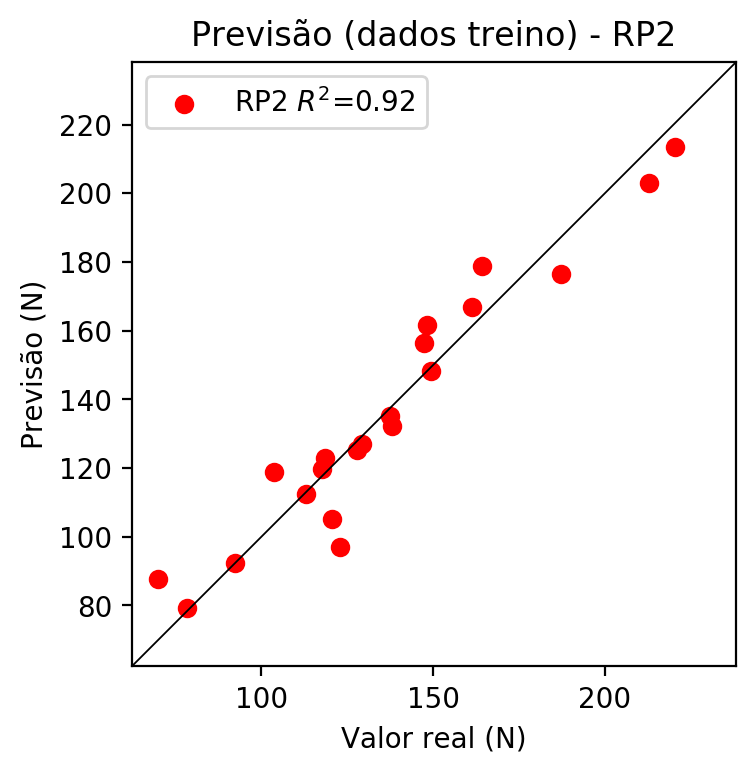 Previsão (dados treino) - RP2
RP2 R²=0.92
Previsão (N)
220
200
180
160
140
120
100
80
100 150 200
Valor real (N)